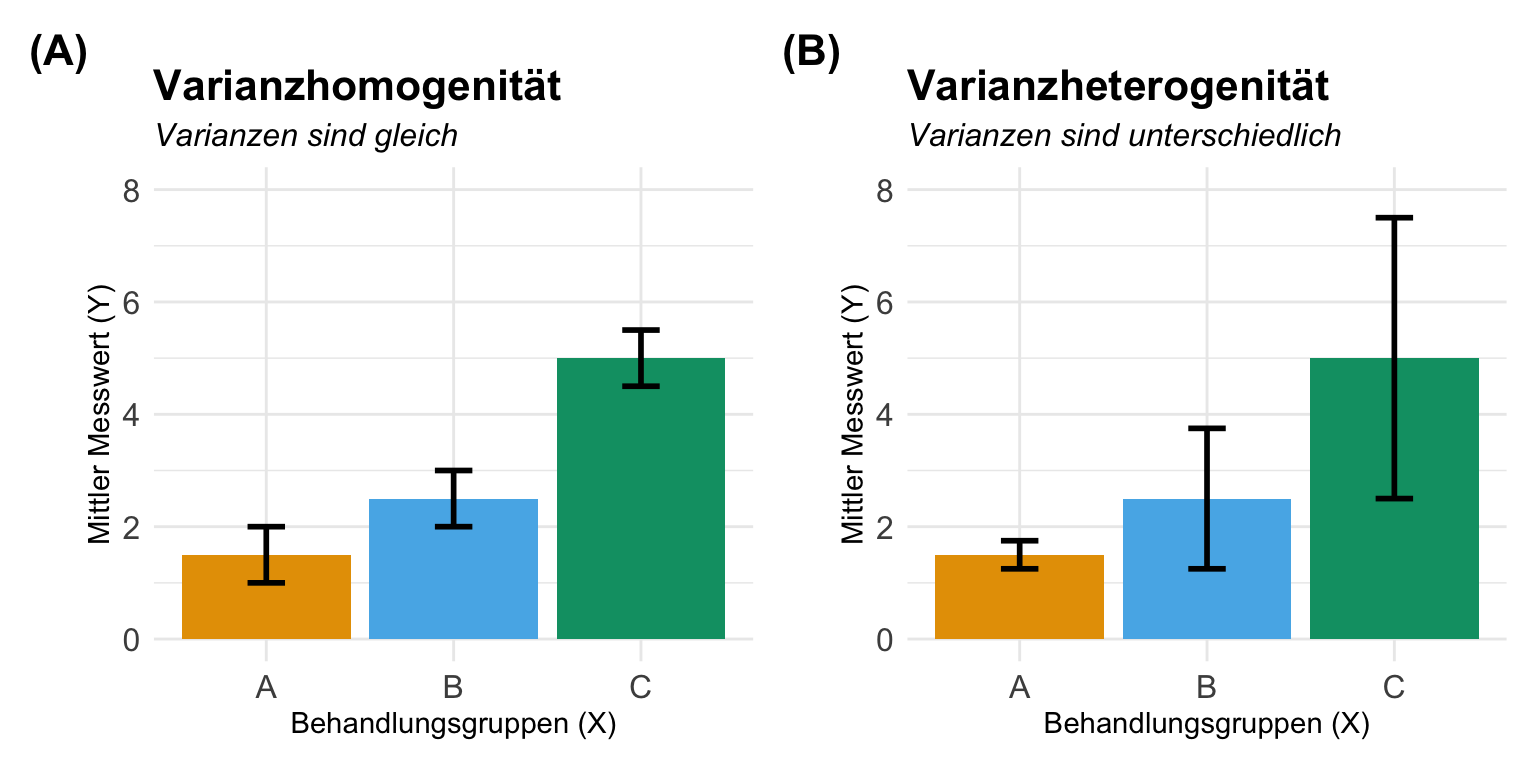 (A)
Varianzhomogenität
Varianzen sind gleich
8
6
4
2
0
Mittler Messwert (Y)
A B C
Behandlungsgruppen (X)
(B)
Varianzheterogenität
Varianzen sind unterschiedlich
8
6
4
2
0
Mittler Messwert (Y)
A B C
Behandlungsgruppen (X)